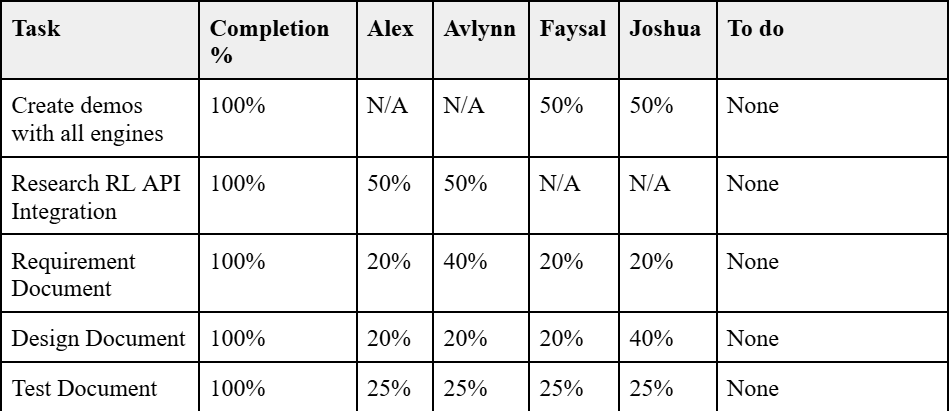 Task Completion % Alex Avlynn Faysal Joshua To do
Create demos with all engines 100% N/A N/A 50% 50% None
Research RL API Integration 100% 50% 50% N/A N/A None
Requirement Document 100% 20% 40% 20% 20% None
Design Document 100% 20% 20% 20% 40% None
Test Document 100% 25% 25% 25% 25% None